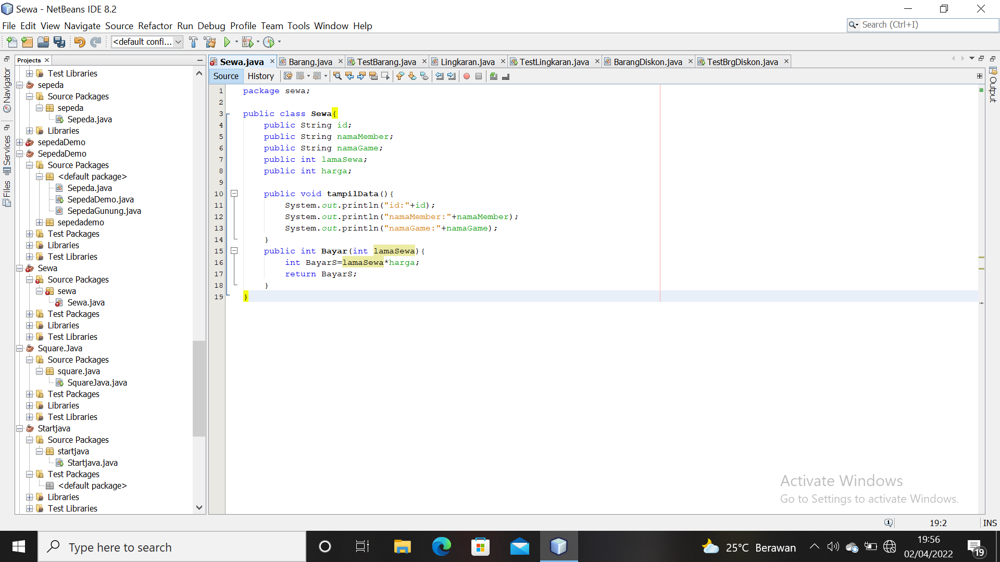 Sewa - NetBeans IDE 8.2
File Edit View Navigate Source Refactor Run Debug Profile Team Tools Window Help
Search (Ctrl+I)
<default confi...
Projects
Navigator
Services
Files
Test Libraries
sepeda
Source Packages
sepeda
Sepeda.java
Libraries
sepedaDemo
SepedaDemo
Source Packages
<default package>
Sepeda.java
SepedaDemo.java
SepedaGunung.java
sepedademo
Test Packages
Libraries
Test Libraries
Sewa
Source Packages
sewa
Sewa.java
Test Packages
Libraries
Test Libraries
Square.Java
Source Packages
square.java
SquareJava.java
Test Packages
Libraries
Test Libraries
Startjava
Source Packages
startjava
Startjava.java
Test Packages
<default package>
Libraries
Test Libraries
Sewa.java Barang.java TestBarang.java Lingkaran.java TestLingkaran.java BarangDiskon.java TestBrgDiskon.java
Source History
Output
1 package sewa;
2
3 public class Sewa{
4 public String id;
5 public String namaMember;
6 public String namaGame;
7 public int lamaSewa;
8 public int harga;
9
10 public void tampilData(){
11 System.out.println("id:"+id);
12 System.out.println("namaMember:"+namaMember);
13 System.out.println("namaGame:"+namaGame);
14 }
15 public int Bayar(int lamaSewa){
16 int BayarS=lamaSewa*harga;
17 return BayarS;
18 }
19 }
Activate Windows
Go to Settings to activate Windows.
19:2 INS
Type here to search
25°C Berawan
19:56
02/04/2022
19